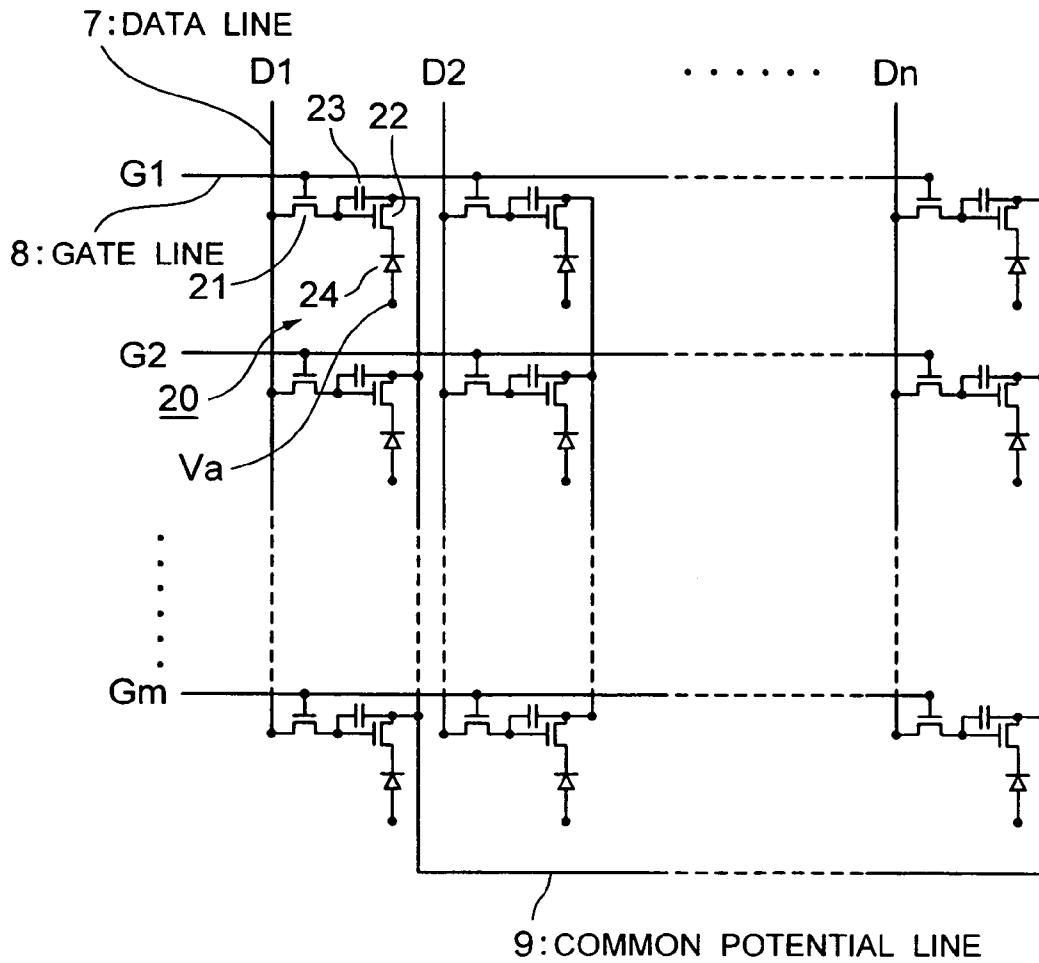 7:DATA LINE
D1 D2 ...... Dn
23 22
G1
8:GATE LINE
21 24
G2
20
Va
Gm
9:COMMON POTENTIAL LINE